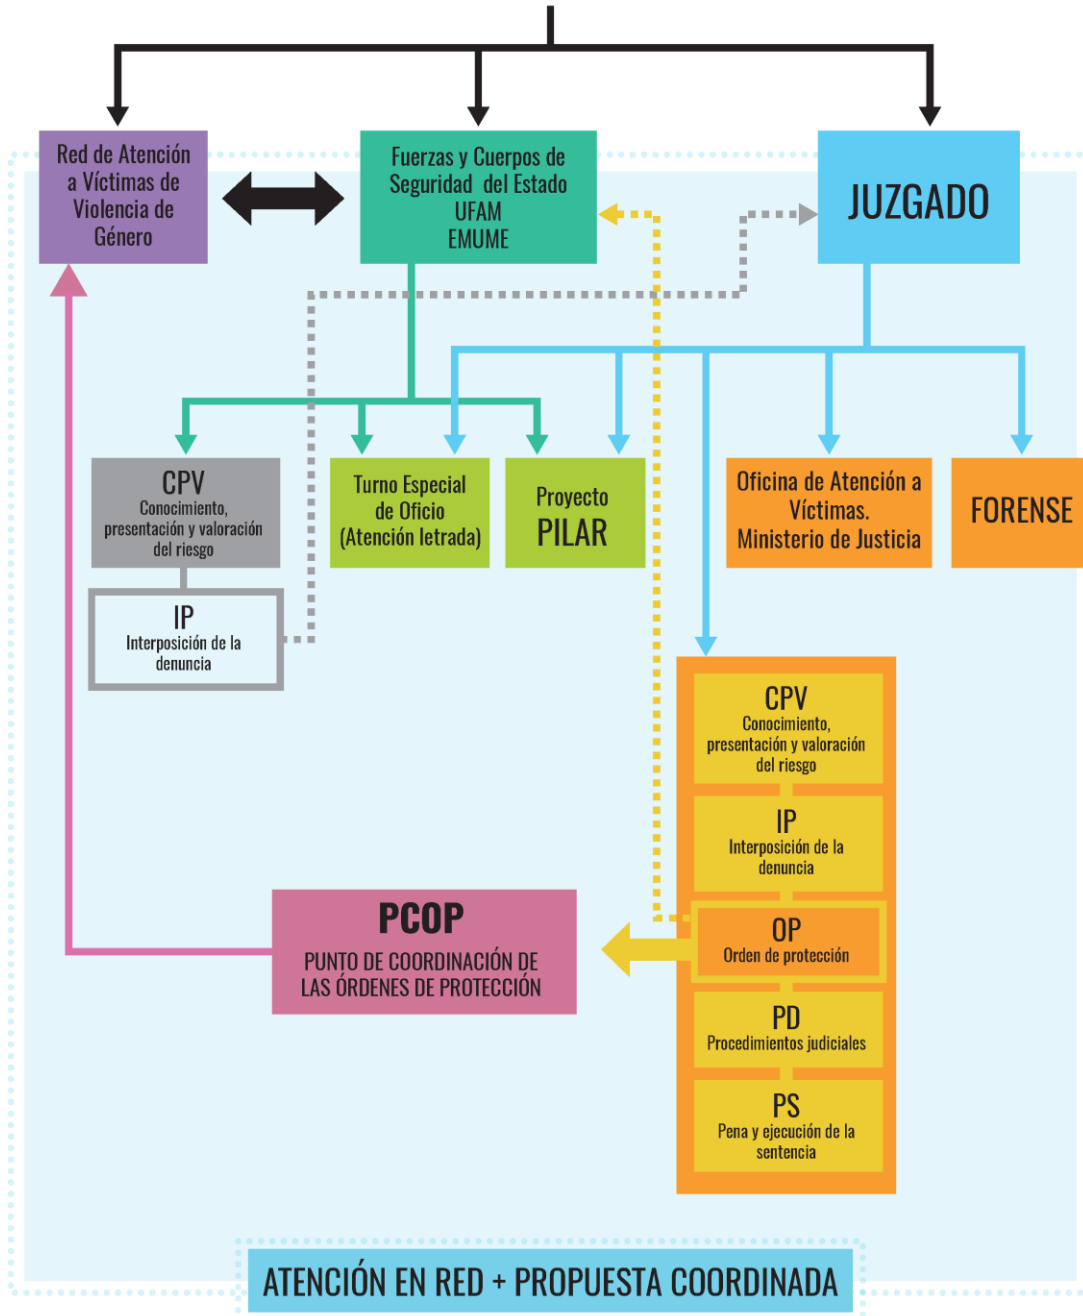 Red de Atención
a Víctimas de
Violencia de
Género
Fuerzas y Cuerpos de
Seguridad del Estado
UFAM
EMUME
JUZGADO
CPV
Conocimiento,
presentación y valoración
del riesgo
IP
Interposición de la
denuncia
Turno Especial
de Oficio
(Atención letrada)
Proyecto
PILAR
Oficina de Atención a
Víctimas.
Ministerio de Justicia
FORENSE
CPV
Conocimiento,
presentación y valoración
del riesgo
IP
Interposición de la
denuncia
OP
Orden de protección
PD
Procedimientos judiciales
PS
Pena y ejecución de la
sentencia
PCOP
PUNTO DE COORDINACIÓN DE
LAS ÓRDENES DE PROTECCIÓN
ATENCIÓN EN RED + PROPUESTA COORDINADA